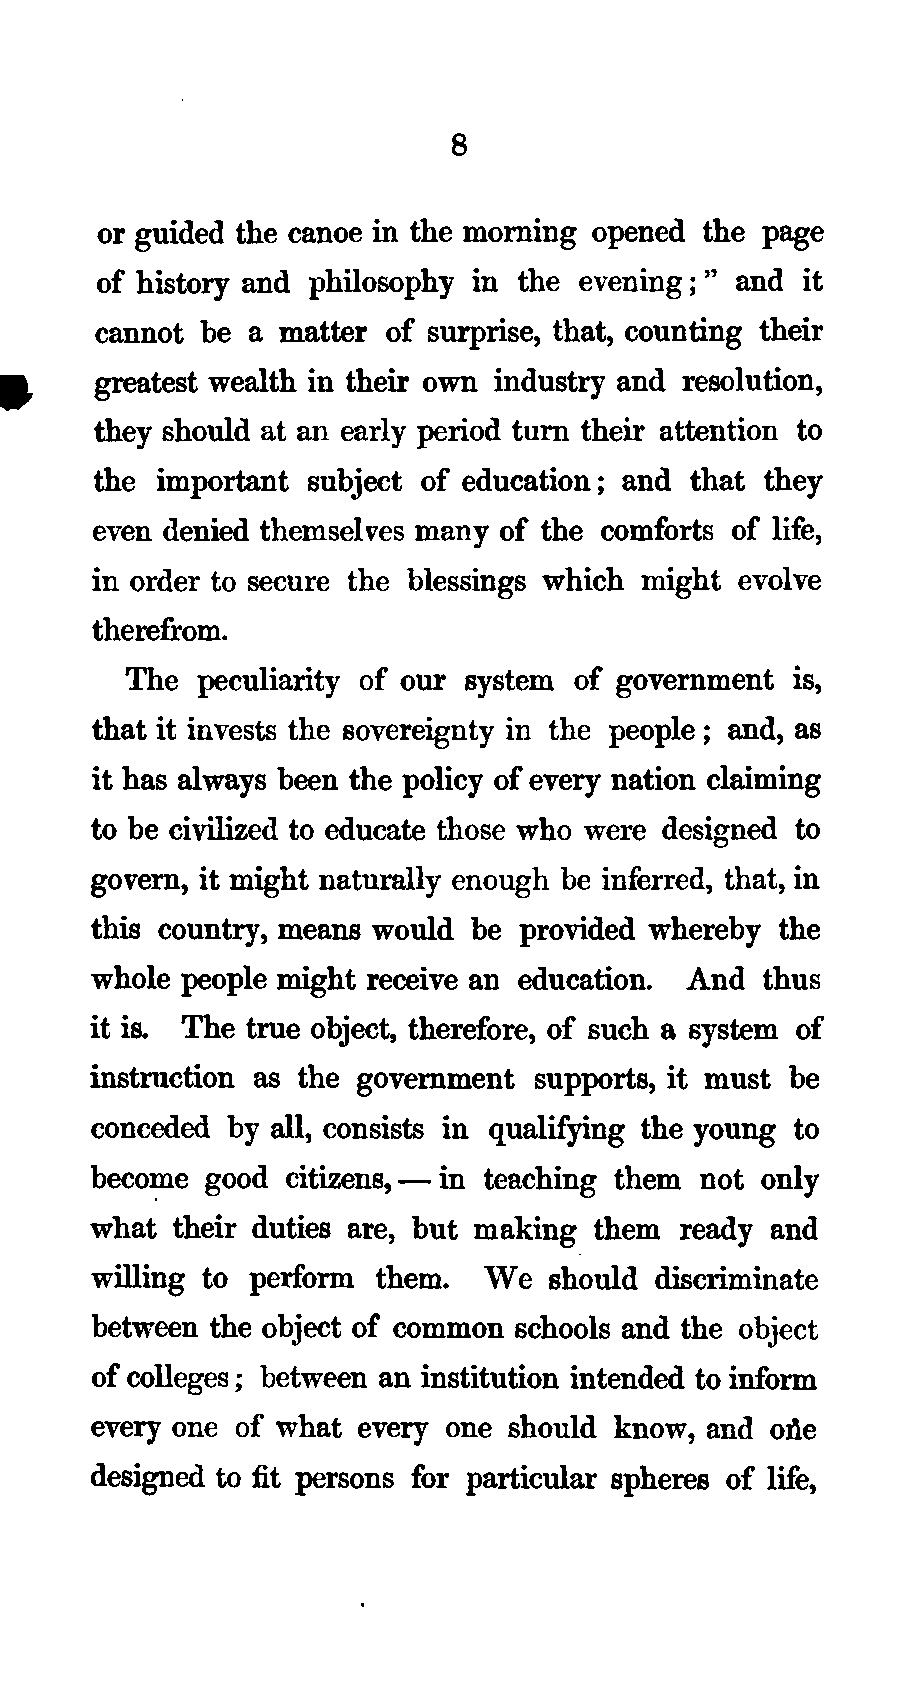 8
or guided the canoe in the morning opened the page
of history and philosophy in the evening;" and it
cannot be a matter of surprise, that, counting their
greatest wealth in their own industry and resolution,
they should at an early period turn their attention to
the important subject of education; and that they
even denied themselves many of the comforts of life,
in order to secure the blessings which might evolve
therefrom.
The peculiarity of our system of government is,
that it invests the sovereignty in the people; and, as
it has always been the policy of every nation claiming
to be civilized to educate those who were designed to
govern, it might naturally enough be inferred, that, in
this country, means would be provided whereby the
whole people might receive an education. And thus
it is. The true object, therefore, of such a system of
instruction as the government supports, it must be
conceded by all, consists in qualifying the young to
become good citizens,—in teaching them not only
what their duties are, but making them ready and
willing to perform them. We should discriminate
between the object of common schools and the object
of colleges; between an institution intended to inform
every one of what every one should know, and one
designed to fit persons for particular spheres of life,